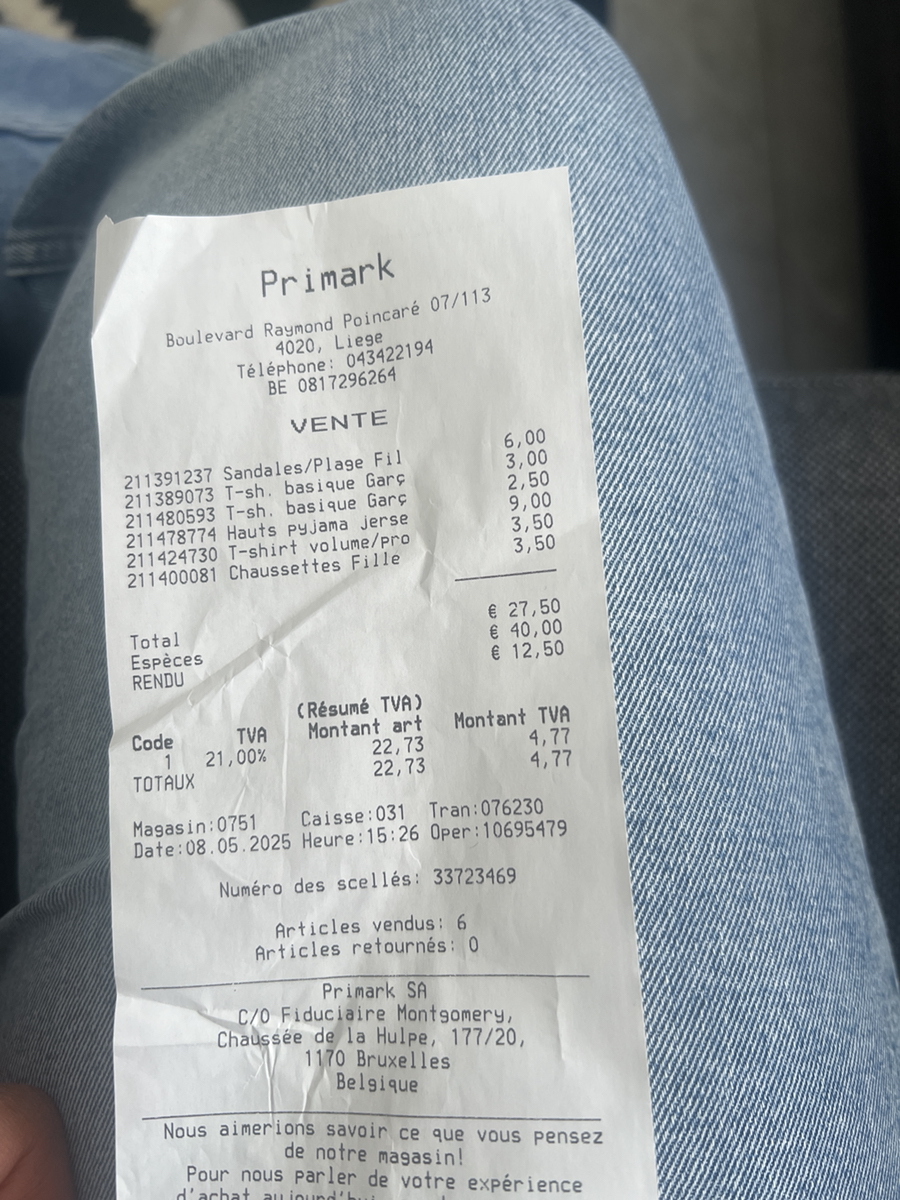 Primark
Boulevard Raymond Poincaré 07/113
4020, Liege
Téléphone: 043422194
BE 0817296264
VENTE
211391237 Sandales/Plage Fil 6,00
211389073 T-sh. basique Garç 3,00
211480593 T-sh. basique Garç 2,50
211478774 Hauts pyjama jerse 9,00
211424730 T-shirt volume/pro 3,50
211400081 Chaussettes Fille 3,50
Total € 27,50
Espèces € 40,00
RENDU € 12,50
(Résumé TVA)
Code TVA Montant art Montant TVA
1 21,00% 22,73 4,77
TOTAUX 22,73 4,77
Magasin:0751 Caisse:031 Tran:076230
Date:08.05.2025 Heure:15:26 Oper:10695479
Numéro des scellés: 33723469
Articles vendus: 6
Articles retournés: 0
Primark SA
C/O Fiduciaire Montgomery,
Chaussée de la Hulpe, 177/20,
1170 Bruxelles
Belgique
Nous aimerions savoir ce que vous pensez
de notre magasin!
Pour nous parler de votre expérience
d'achat aujourd'hui